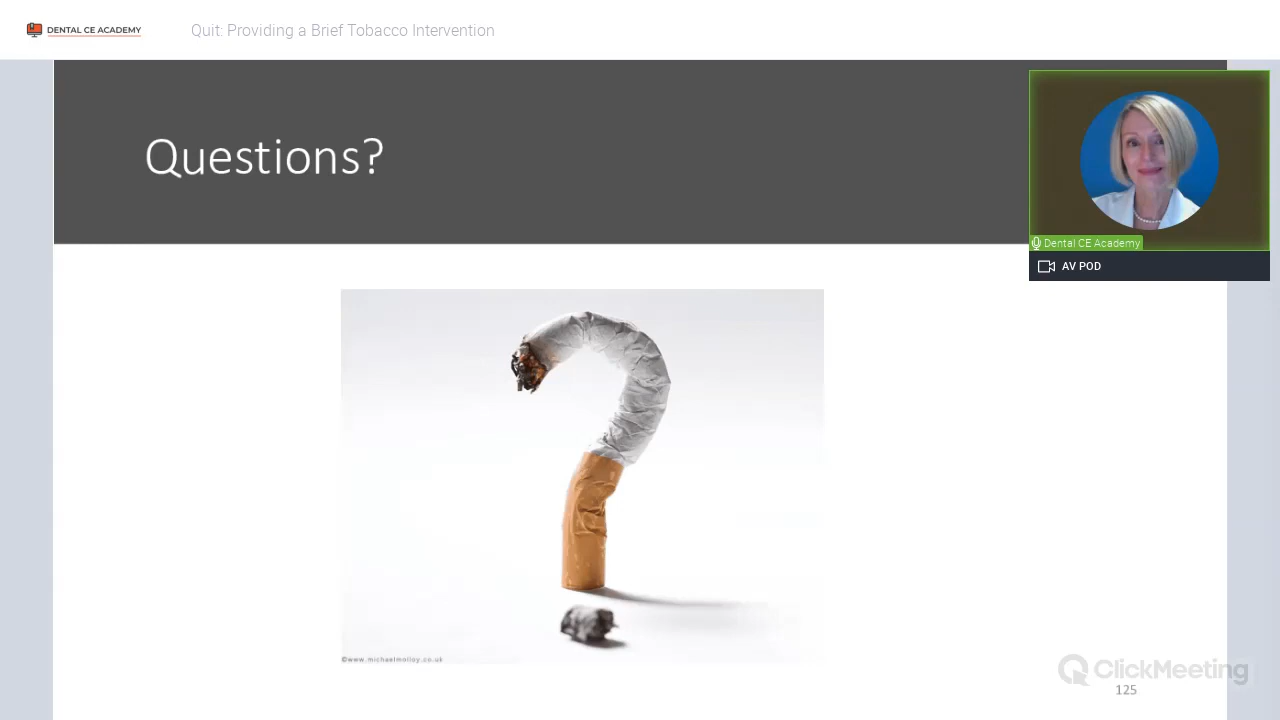 DENTAL CE ACADEMY
Quit: Providing a Brief Tobacco Intervention
Questions?
Dental CE Academy
AV POD
©www.michaelmolloy.co.uk
ClickMeeting
125